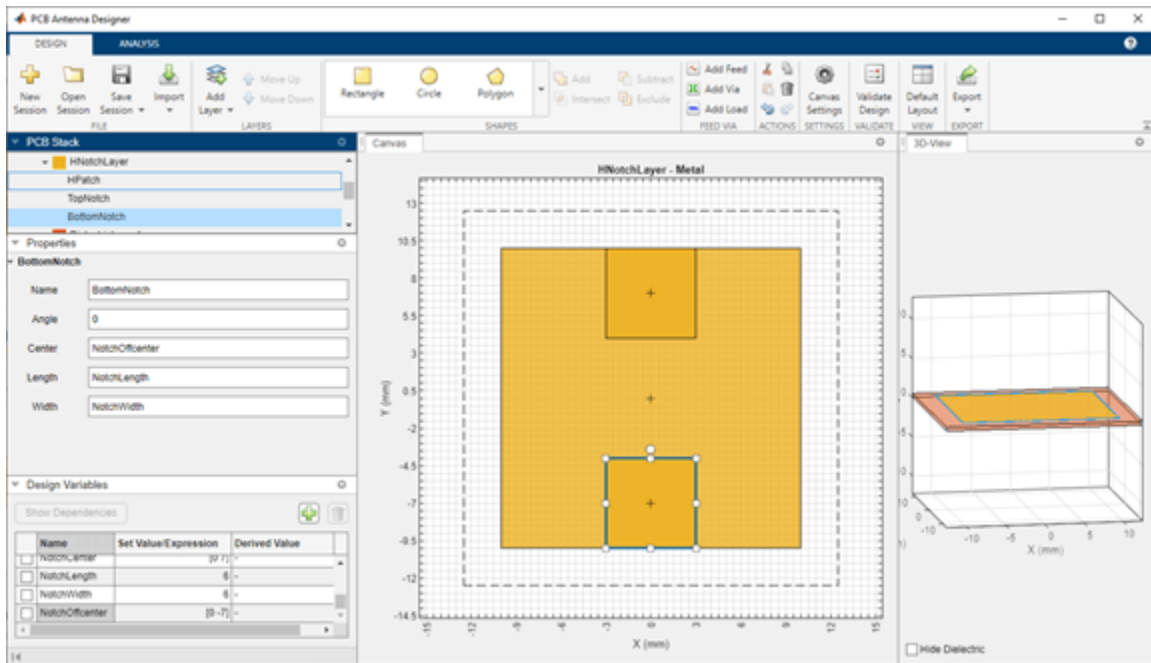 PCB Antenna Designer
DESIGN ANALYSIS
New Session Open Session Save Session Import Add Layer Move Up Move Down Rectangle Circle Polygon Add Subtract Intersect Exclude Add Feed Add Via Add Load Canvas Settings Validate Design Default Layout Export
FILE LAYERS SHAPES FEED VIA ACTIONS SETTINGS VALIDATE VIEW EXPORT
PCB Stack
HNotchLayer
HPatch
TopNotch
BottomNotch
Properties
BottomNotch
Name BottomNotch
Angle 0
Center NotchOffcenter
Length NotchLength
Width NotchWidth
Design Variables
Show Dependencies
Name Set Value/Expression Derived Value
NotchCenter [0 7] -
NotchLength 6 -
NotchWidth 6 -
NotchOffcenter [0 -7] -
Canvas
HNotchLayer - Metal
13
10.5
8
5.5
3
0.5
-2
-4.5
-7
-9.5
-12
-14.5
Y (mm)
-15 -12 -9 -6 -3 0 3 6 9 12 15
X (mm)
3D-View
0
-5
0
-10
-10 -5 0 5 10
X (mm)
Hide Dielectric